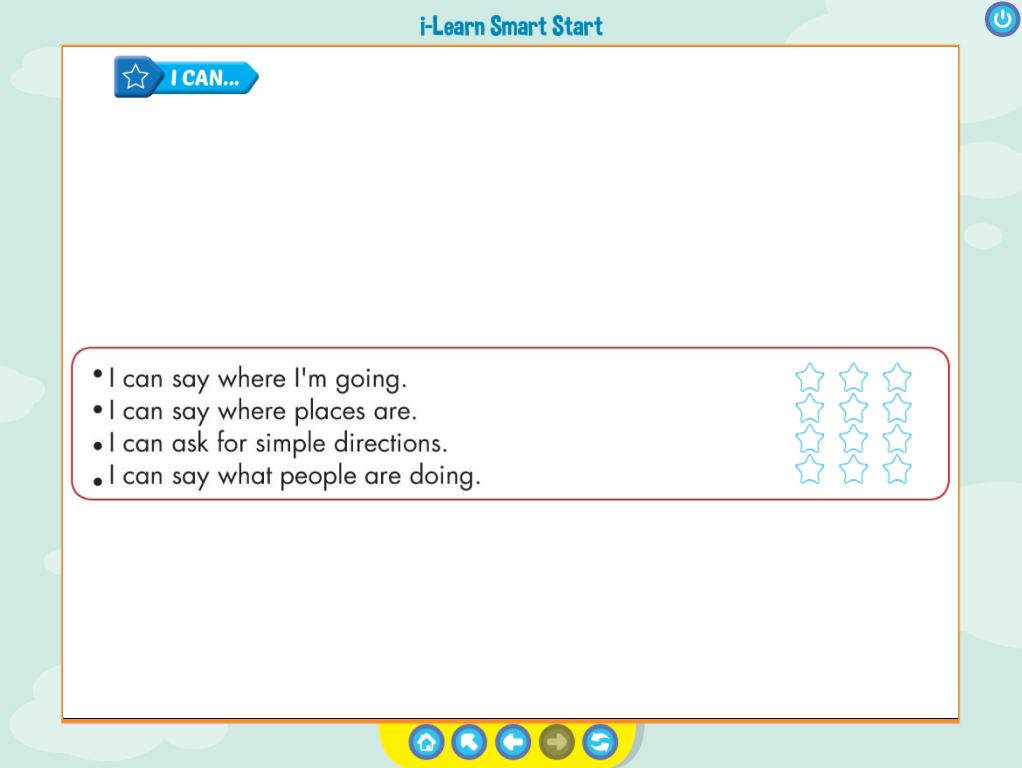 i-Learn Smart Start
I CAN...
• I can say where I'm going.
• I can say where places are.
• I can ask for simple directions.
• I can say what people are doing.